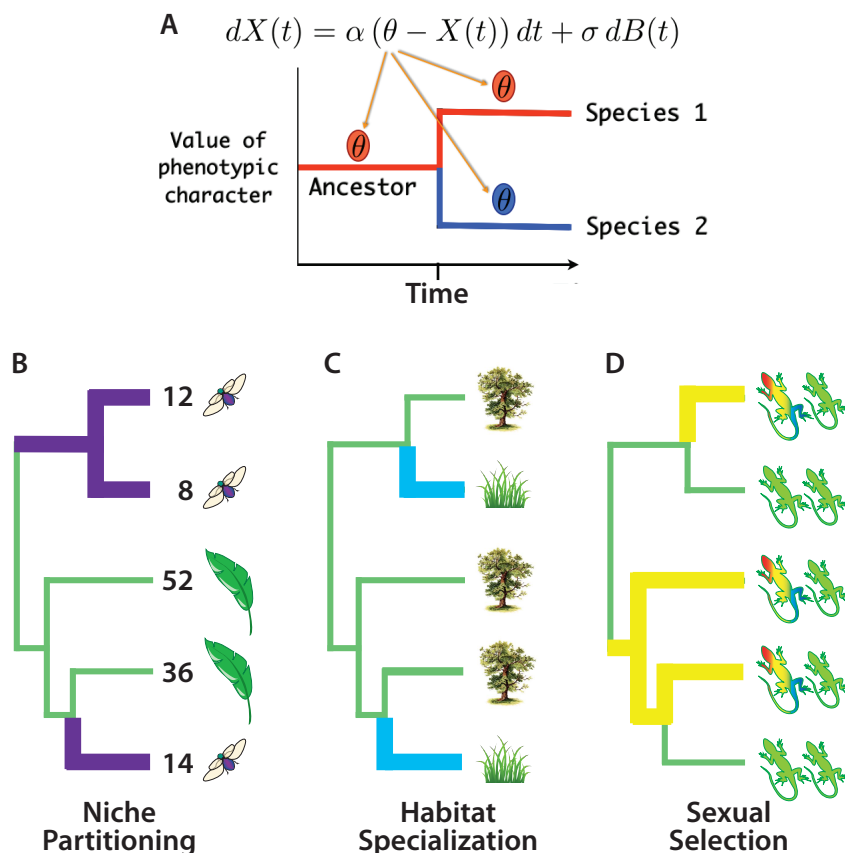 A
dX(t) = α (θ − X(t)) dt + σ dB(t)
θ
Species 1
θ
Value of
phenotypic
character
Ancestor
θ
Species 2
Time
B
C
D
12
8
52
36
14
Niche
Partitioning
Habitat
Specialization
Sexual
Selection